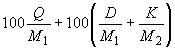 100 Q/M₁ + 100(D/M₁ + K/M₂)